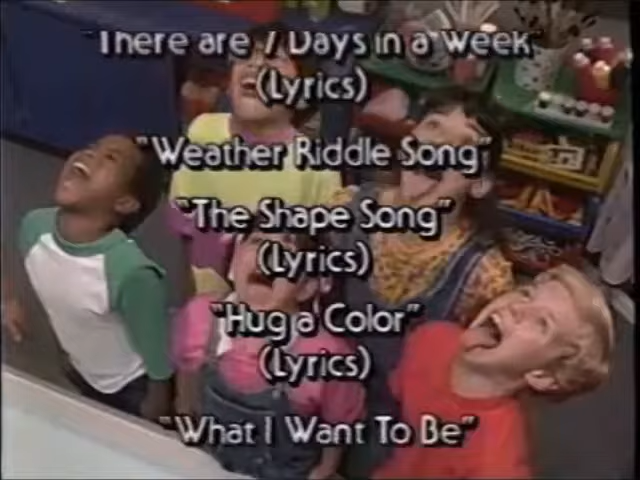 "There are 7 Days in a Week"
(Lyrics)
"Weather Riddle Song"
"The Shape Song"
(Lyrics)
"Hug a Color"
(Lyrics)
"What I Want To Be"